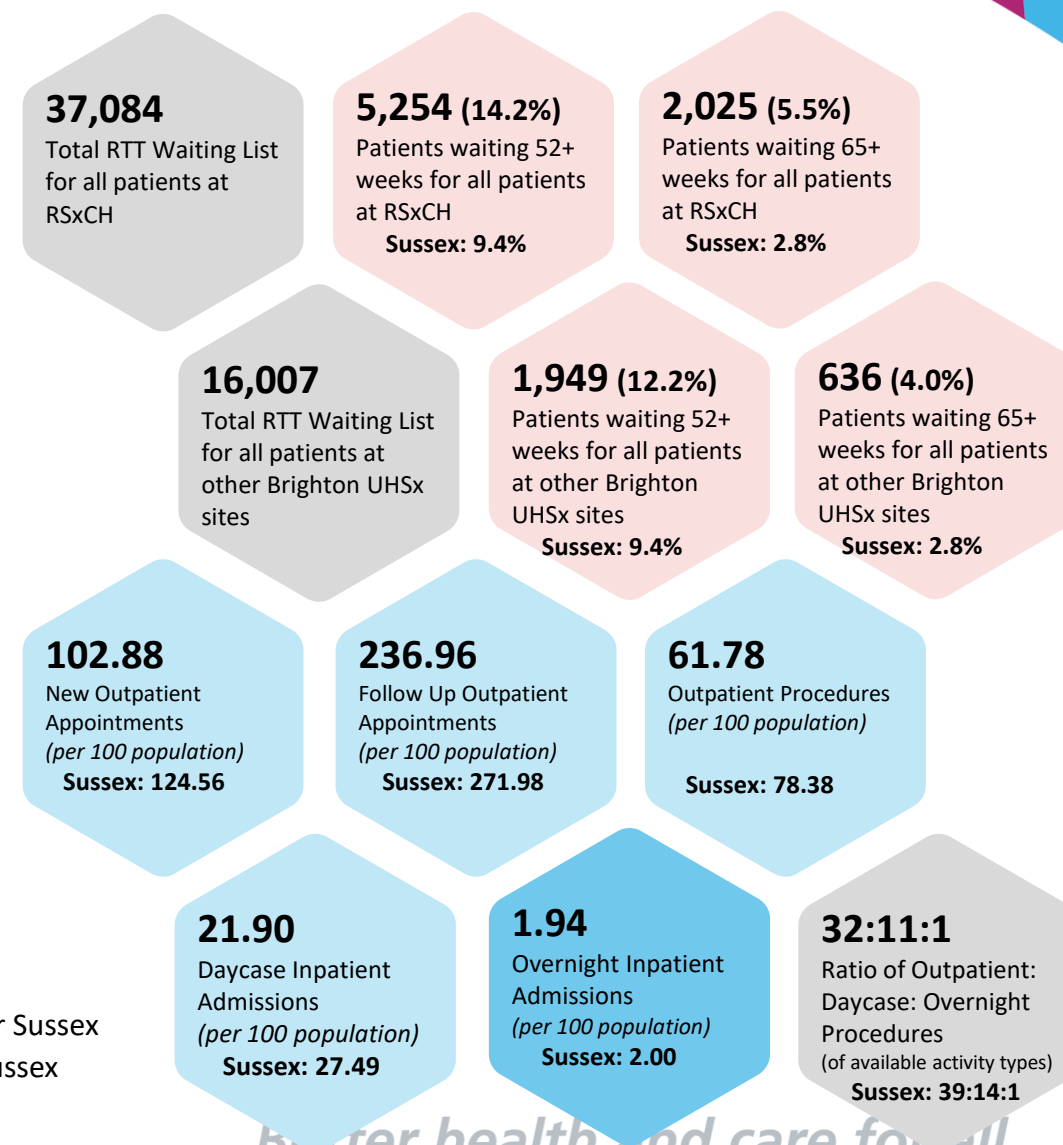 37,084
Total RTT Waiting List
for all patients at
RSxCH
5,254 (14.2%)
Patients waiting 52+
weeks for all patients
at RSxCH
Sussex: 9.4%
2,025 (5.5%)
Patients waiting 65+
weeks for all patients
at RSxCH
Sussex: 2.8%
16,007
Total RTT Waiting List
for all patients at
other Brighton UHSx
sites
1,949 (12.2%)
Patients waiting 52+
weeks for all patients
at other Brighton
UHSx sites
Sussex: 9.4%
636 (4.0%)
Patients waiting 65+
weeks for all patients
at other Brighton
UHSx sites
Sussex: 2.8%
102.88
New Outpatient
Appointments
(per 100 population)
Sussex: 124.56
236.96
Follow Up Outpatient
Appointments
(per 100 population)
Sussex: 271.98
61.78
Outpatient Procedures
(per 100 population)
Sussex: 78.38
21.90
Daycase Inpatient
Admissions
(per 100 population)
Sussex: 27.49
1.94
Overnight Inpatient
Admissions
(per 100 population)
Sussex: 2.00
32:11:1
Ratio of Outpatient:
Daycase: Overnight
Procedures
(of available activity types)
Sussex: 39:14:1
Sussex
health and care for all